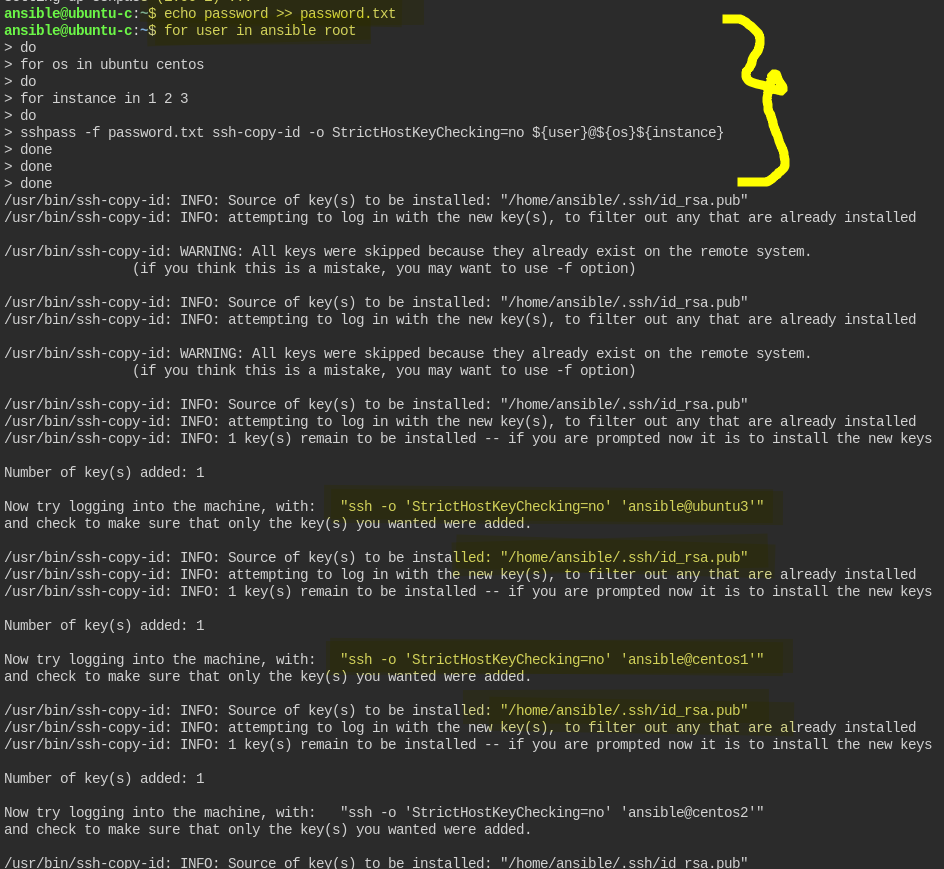 ansible@ubuntu-c:~$ echo password >> password.txt
ansible@ubuntu-c:~$ for user in ansible root
> do
> for os in ubuntu centos
> do
> for instance in 1 2 3
> do
> sshpass -f password.txt ssh-copy-id -o StrictHostKeyChecking=no ${user}@${os}${instance}
> done
> done
> done
/usr/bin/ssh-copy-id: INFO: Source of key(s) to be installed: "/home/ansible/.ssh/id_rsa.pub"
/usr/bin/ssh-copy-id: INFO: attempting to log in with the new key(s), to filter out any that are already installed
/usr/bin/ssh-copy-id: WARNING: All keys were skipped because they already exist on the remote system.
(if you think this is a mistake, you may want to use -f option)
/usr/bin/ssh-copy-id: INFO: Source of key(s) to be installed: "/home/ansible/.ssh/id_rsa.pub"
/usr/bin/ssh-copy-id: INFO: attempting to log in with the new key(s), to filter out any that are already installed
/usr/bin/ssh-copy-id: WARNING: All keys were skipped because they already exist on the remote system.
(if you think this is a mistake, you may want to use -f option)
/usr/bin/ssh-copy-id: INFO: Source of key(s) to be installed: "/home/ansible/.ssh/id_rsa.pub"
/usr/bin/ssh-copy-id: INFO: attempting to log in with the new key(s), to filter out any that are already installed
/usr/bin/ssh-copy-id: INFO: 1 key(s) remain to be installed -- if you are prompted now it is to install the new keys
Number of key(s) added: 1
Now try logging into the machine, with:   "ssh -o 'StrictHostKeyChecking=no' 'ansible@ubuntu3'"
and check to make sure that only the key(s) you wanted were added.
/usr/bin/ssh-copy-id: INFO: Source of key(s) to be installed: "/home/ansible/.ssh/id_rsa.pub"
/usr/bin/ssh-copy-id: INFO: attempting to log in with the new key(s), to filter out any that are already installed
/usr/bin/ssh-copy-id: INFO: 1 key(s) remain to be installed -- if you are prompted now it is to install the new keys
Number of key(s) added: 1
Now try logging into the machine, with:   "ssh -o 'StrictHostKeyChecking=no' 'ansible@centos1'"
and check to make sure that only the key(s) you wanted were added.
/usr/bin/ssh-copy-id: INFO: Source of key(s) to be installed: "/home/ansible/.ssh/id_rsa.pub"
/usr/bin/ssh-copy-id: INFO: attempting to log in with the new key(s), to filter out any that are already installed
/usr/bin/ssh-copy-id: INFO: 1 key(s) remain to be installed -- if you are prompted now it is to install the new keys
Number of key(s) added: 1
Now try logging into the machine, with:   "ssh -o 'StrictHostKeyChecking=no' 'ansible@centos2'"
and check to make sure that only the key(s) you wanted were added.
/usr/bin/ssh-copy-id: INFO: Source of key(s) to be installed: "/home/ansible/.ssh/id_rsa.pub"